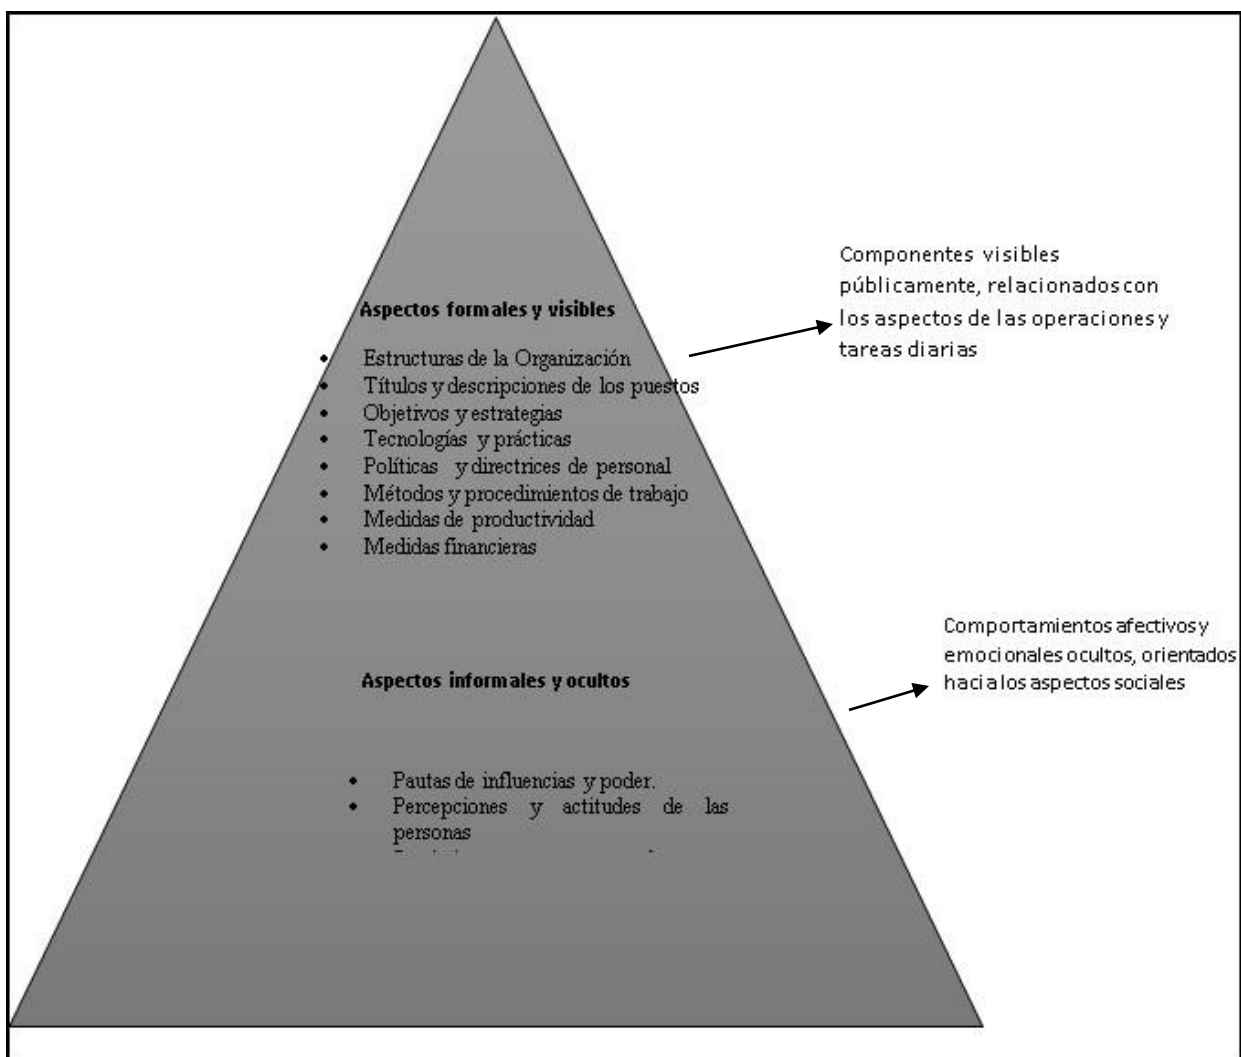 Aspectos formales y visibles
• Estructuras de la Organización
• Títulos y descripciones de los puestos
• Objetivos y estrategias
• Tecnologías y prácticas
• Políticas y directrices de personal
• Métodos y procedimientos de trabajo
• Medidas de productividad
• Medidas financieras
Componentes visibles
públicamente, relacionados con
los aspectos de las operaciones y
tareas diarias
Aspectos informales y ocultos
• Pautas de influencias y poder.
• Percepciones y actitudes de las
personas
Comportamientos afectivos y
emocionales ocultos, orientados
hacia los aspectos sociales